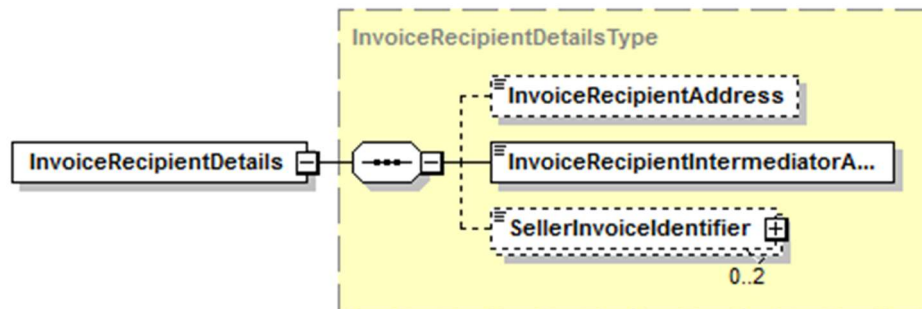 InvoiceRecipientDetailsType
InvoiceRecipientAddress
InvoiceRecipientDetails
InvoiceRecipientIntermediatorA...
SellerInvoiceIdentifier
0..2